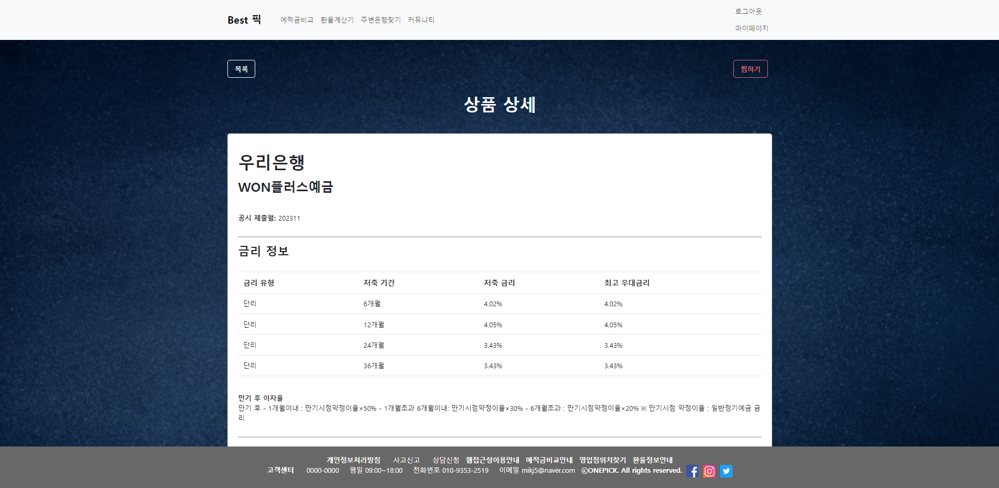 Best 픽 예적금비교 환율계산기 주변은행찾기 커뮤니티
로그아웃
마이페이지
목록 찜하기
상품 상세
우리은행
WON플러스예금
공시 제출월: 202311
금리 정보
금리 유형 저축 기간 저축 금리 최고 우대금리
단리 6개월 4.02% 4.02%
단리 12개월 4.05% 4.05%
단리 24개월 3.43% 3.43%
단리 36개월 3.43% 3.43%
만기 후 이자율
만기 후 - 1개월이내 : 만기시점약정이율×50% - 1개월초과 6개월이내: 만기시점약정이율×30% - 6개월초과 : 만기시점약정이율×20% ※ 만기시점 약정이율 : 일반정기예금 금
리
개인정보처리방침 사고신고 상담신청 웹접근성이용안내 예적금비교안내 영업점위치찾기 환율정보안내
고객센터 0000-0000 평일 09:00~18:00 전화번호 010-9353-2519 이메일 mikj5@naver.com ⓒONEPICK. All rights reserved.